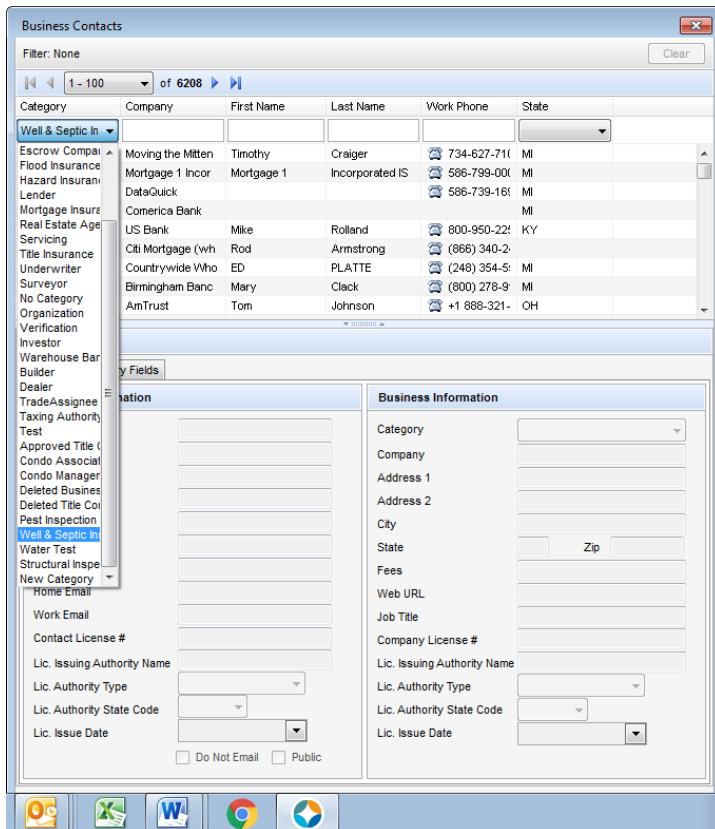 Business Contacts
Filter: None
Clear
1 - 100 of 6208
Category Company First Name Last Name Work Phone State
Well & Septic In
Moving the Mitten Timothy Craiger 734-627-71( MI
Mortgage 1 Incor Mortgage 1 Incorporated IS 586-799-00( MI
DataQuick 586-739-16( MI
Comerica Bank MI
US Bank Mike Rolland 800-950-22( KY
Citi Mortgage (wh Rod Armstrong (866) 340-2
Countrywide Who ED PLATTE (248) 354-5 MI
Birmingham Banc Mary Clack (800) 278-9 MI
AmTrust Tom Johnson +1 888-321- OH
Escrow Compar
Flood Insurance
Hazard Insuran
Lender
Mortgage Insura
Real Estate Age
Servicing
Title Insurance
Underwriter
Surveyor
No Category
Organization
Verification
Investor
Warehouse Bar
Builder
Dealer
TradeAssignee
Taxing Authority
Test
Approved Title C
Condo Associat
Condo Manager
Deleted Busines
Deleted Title Cor
Pest Inspection
Well & Septic In
Water Test
Structural Inspe
New Category
y Fields
mation
Home Email
Work Email
Contact License #
Lic. Issuing Authority Name
Lic. Authority Type
Lic. Authority State Code
Lic. Issue Date
Do Not Email Public
Business Information
Category
Company
Address 1
Address 2
City
State Zip
Fees
Web URL
Job Title
Company License #
Lic. Issuing Authority Name
Lic. Authority Type
Lic. Authority State Code
Lic. Issue Date